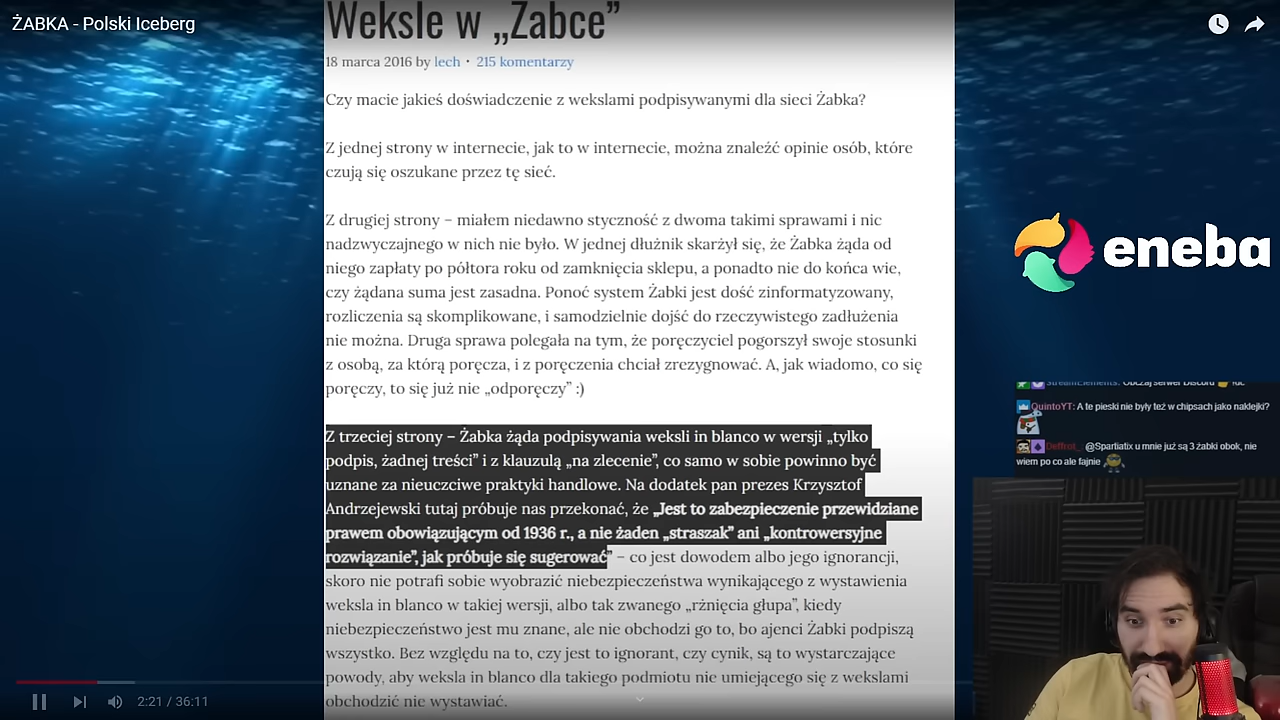 ŻABKA - Polski Iceberg
Weksle w „Żabce”
18 marca 2016 by lech · 215 komentarzy
Czy macie jakieś doświadczenie z wekslami podpisywanymi dla sieci Żabka?
Z jednej strony w internecie, jak to w internecie, można znaleźć opinie osób, które
czują się oszukane przez tę sieć.
Z drugiej strony – miałem niedawno styczność z dwoma takimi sprawami i nic
nadzwyczajnego w nich nie było. W jednej dłużnik skarżył się, że Żabka żąda od
niego zapłaty po półtora roku od zamknięcia sklepu, a ponadto nie do końca wie,
czy żądana suma jest zasadna. Ponoć system Żabki jest dość zinformatyzowany,
rozliczenia są skomplikowane, i samodzielnie dojść do rzeczywistego zadłużenia
nie można. Druga sprawa polegała na tym, że poręczyciel pogorszył swoje stosunki
z osobą, za którą poręcza, i z poręczenia chciał zrezygnować. A, jak wiadomo, co się
poręczy, to się już nie „odporęczy” :)
Z trzeciej strony – Żabka żąda podpisywania weksli in blanco w wersji „tylko
podpis, żadnej treści” i z klauzulą „na zlecenie”, co samo w sobie powinno być
uznane za nieuczciwe praktyki handlowe. Na dodatek pan prezes Krzysztof
Andrzejewski tutaj próbuje nas przekonać, że „Jest to zabezpieczenie przewidziane
prawem obowiązującym od 1936 r., a nie żaden „straszak” ani „kontrowersyjne
rozwiązanie”, jak próbuje się sugerować” – co jest dowodem albo jego ignorancji,
skoro nie potrafi sobie wyobrazić niebezpieczeństwa wynikającego z wystawienia
weksla in blanco w takiej wersji, albo tak zwanego „rżnięcia głupa”, kiedy
niebezpieczeństwo jest mu znane, ale nie obchodzi go to, bo ajenci Żabki podpiszą
wszystko. Bez względu na to, czy jest to ignorant, czy cynik, są to wystarczające
powody, aby weksla in blanco dla takiego podmiotu nie umiejącego się z wekslami
obchodzić nie wystawiać.
eneba
StreamElements: Obczaj serwer Discord
QuintoYT: A te pieski nie były też w chipsach jako naklejki?
@Spartiatix u mnie już są 3 żabki obok, nie
wiem po co ale fajnie
2:21 / 36:11